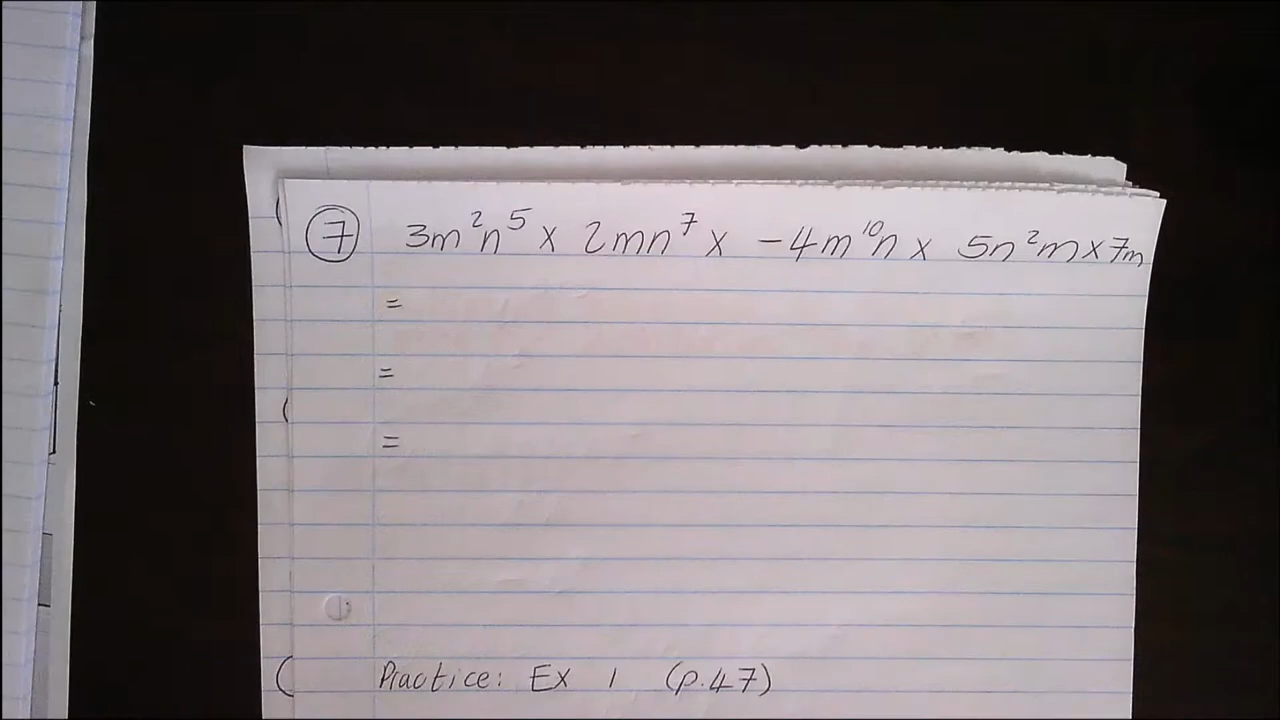 ⑦ 3m²n⁵ x 2mn⁷ x -4m¹⁰n x 5n²m x 7m
=
=
=
Practice: Ex 1 (p.47)